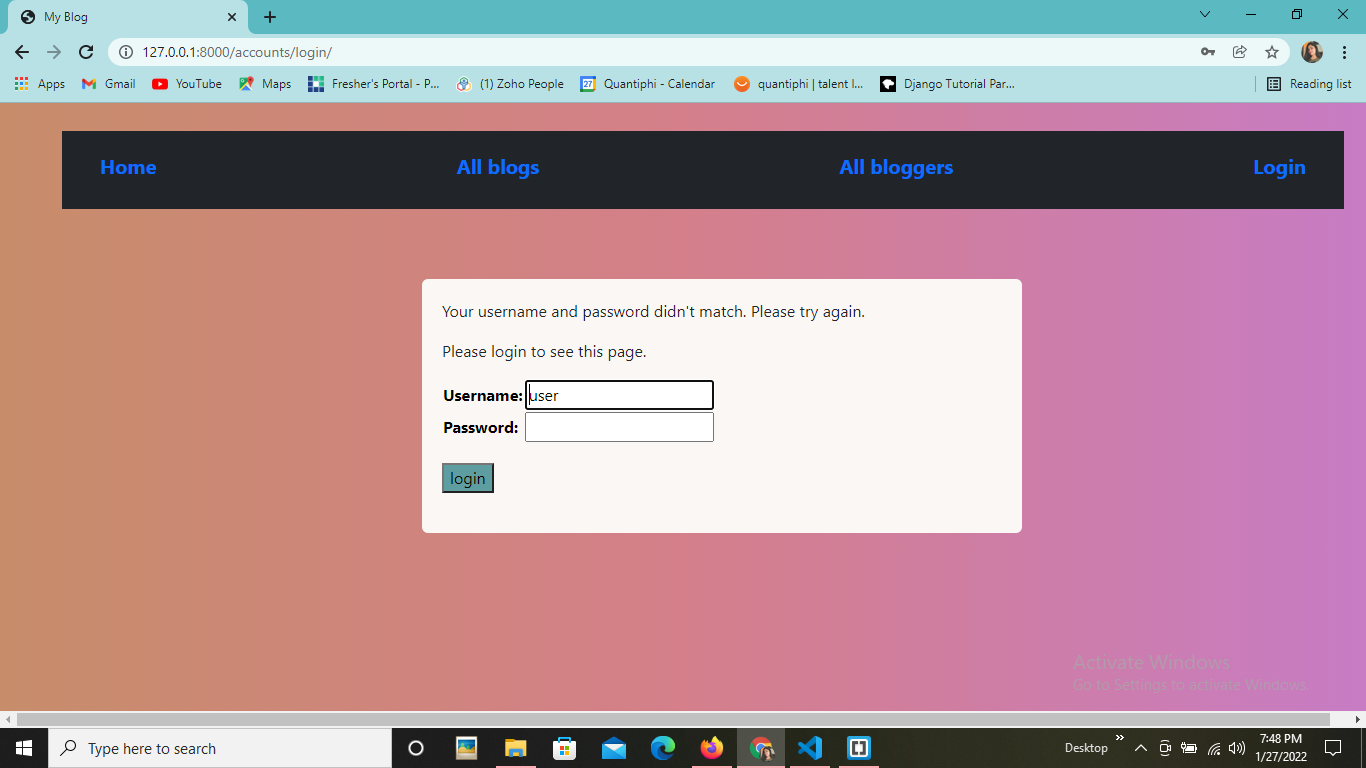 My Blog
127.0.0.1:8000/accounts/login/
Apps Gmail YouTube Maps Fresher's Portal - P... (1) Zoho People 27 Quantiphi - Calendar quantiphi | talent l... Django Tutorial Par... Reading list
Home All blogs All bloggers Login
Your username and password didn't match. Please try again.
Please login to see this page.
Username: user
Password:
login
Activate Windows
Go to Settings to activate Windows.
Type here to search Desktop 7:48 PM
1/27/2022